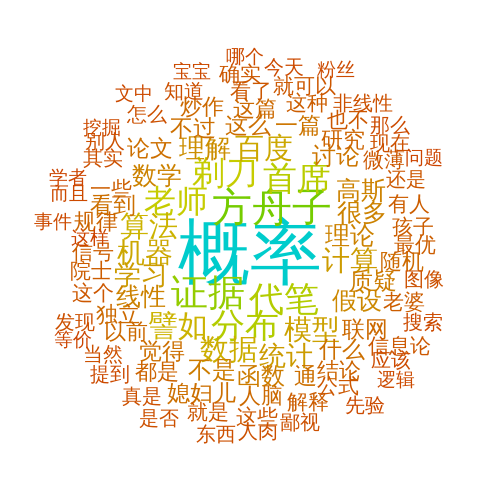 哪个
宝宝 确实 今天 粉丝
文中 知道 炒作 看了 就可以
怎么 这篇 这种 非线性
挖掘 不过 这么 一篇 也不 那么
别人 论文 理解 百度 研究 现在
其实 讨论 微薄 问题
学者 数学 剃刀 首席 还是
而且 一些 老师 方舟子 高斯 有人
看到 很多
事件 规律 算法 孩子
这样 概率 理论 最优
信号 机器 计算 随机
院士 学习 证据 代笔 质疑 图像
这个 线性 假设 老婆
独立 譬如 分布 模型 联网 搜索
发现 以前 信息论
等价 觉得 数据 统计 什么
当然 应该
提到 都是 不是 函数 通 结论 逻辑
真是 媳妇儿 人脑 公式
解释 先验
是否 就是 这些 鄙视
东西 人肉